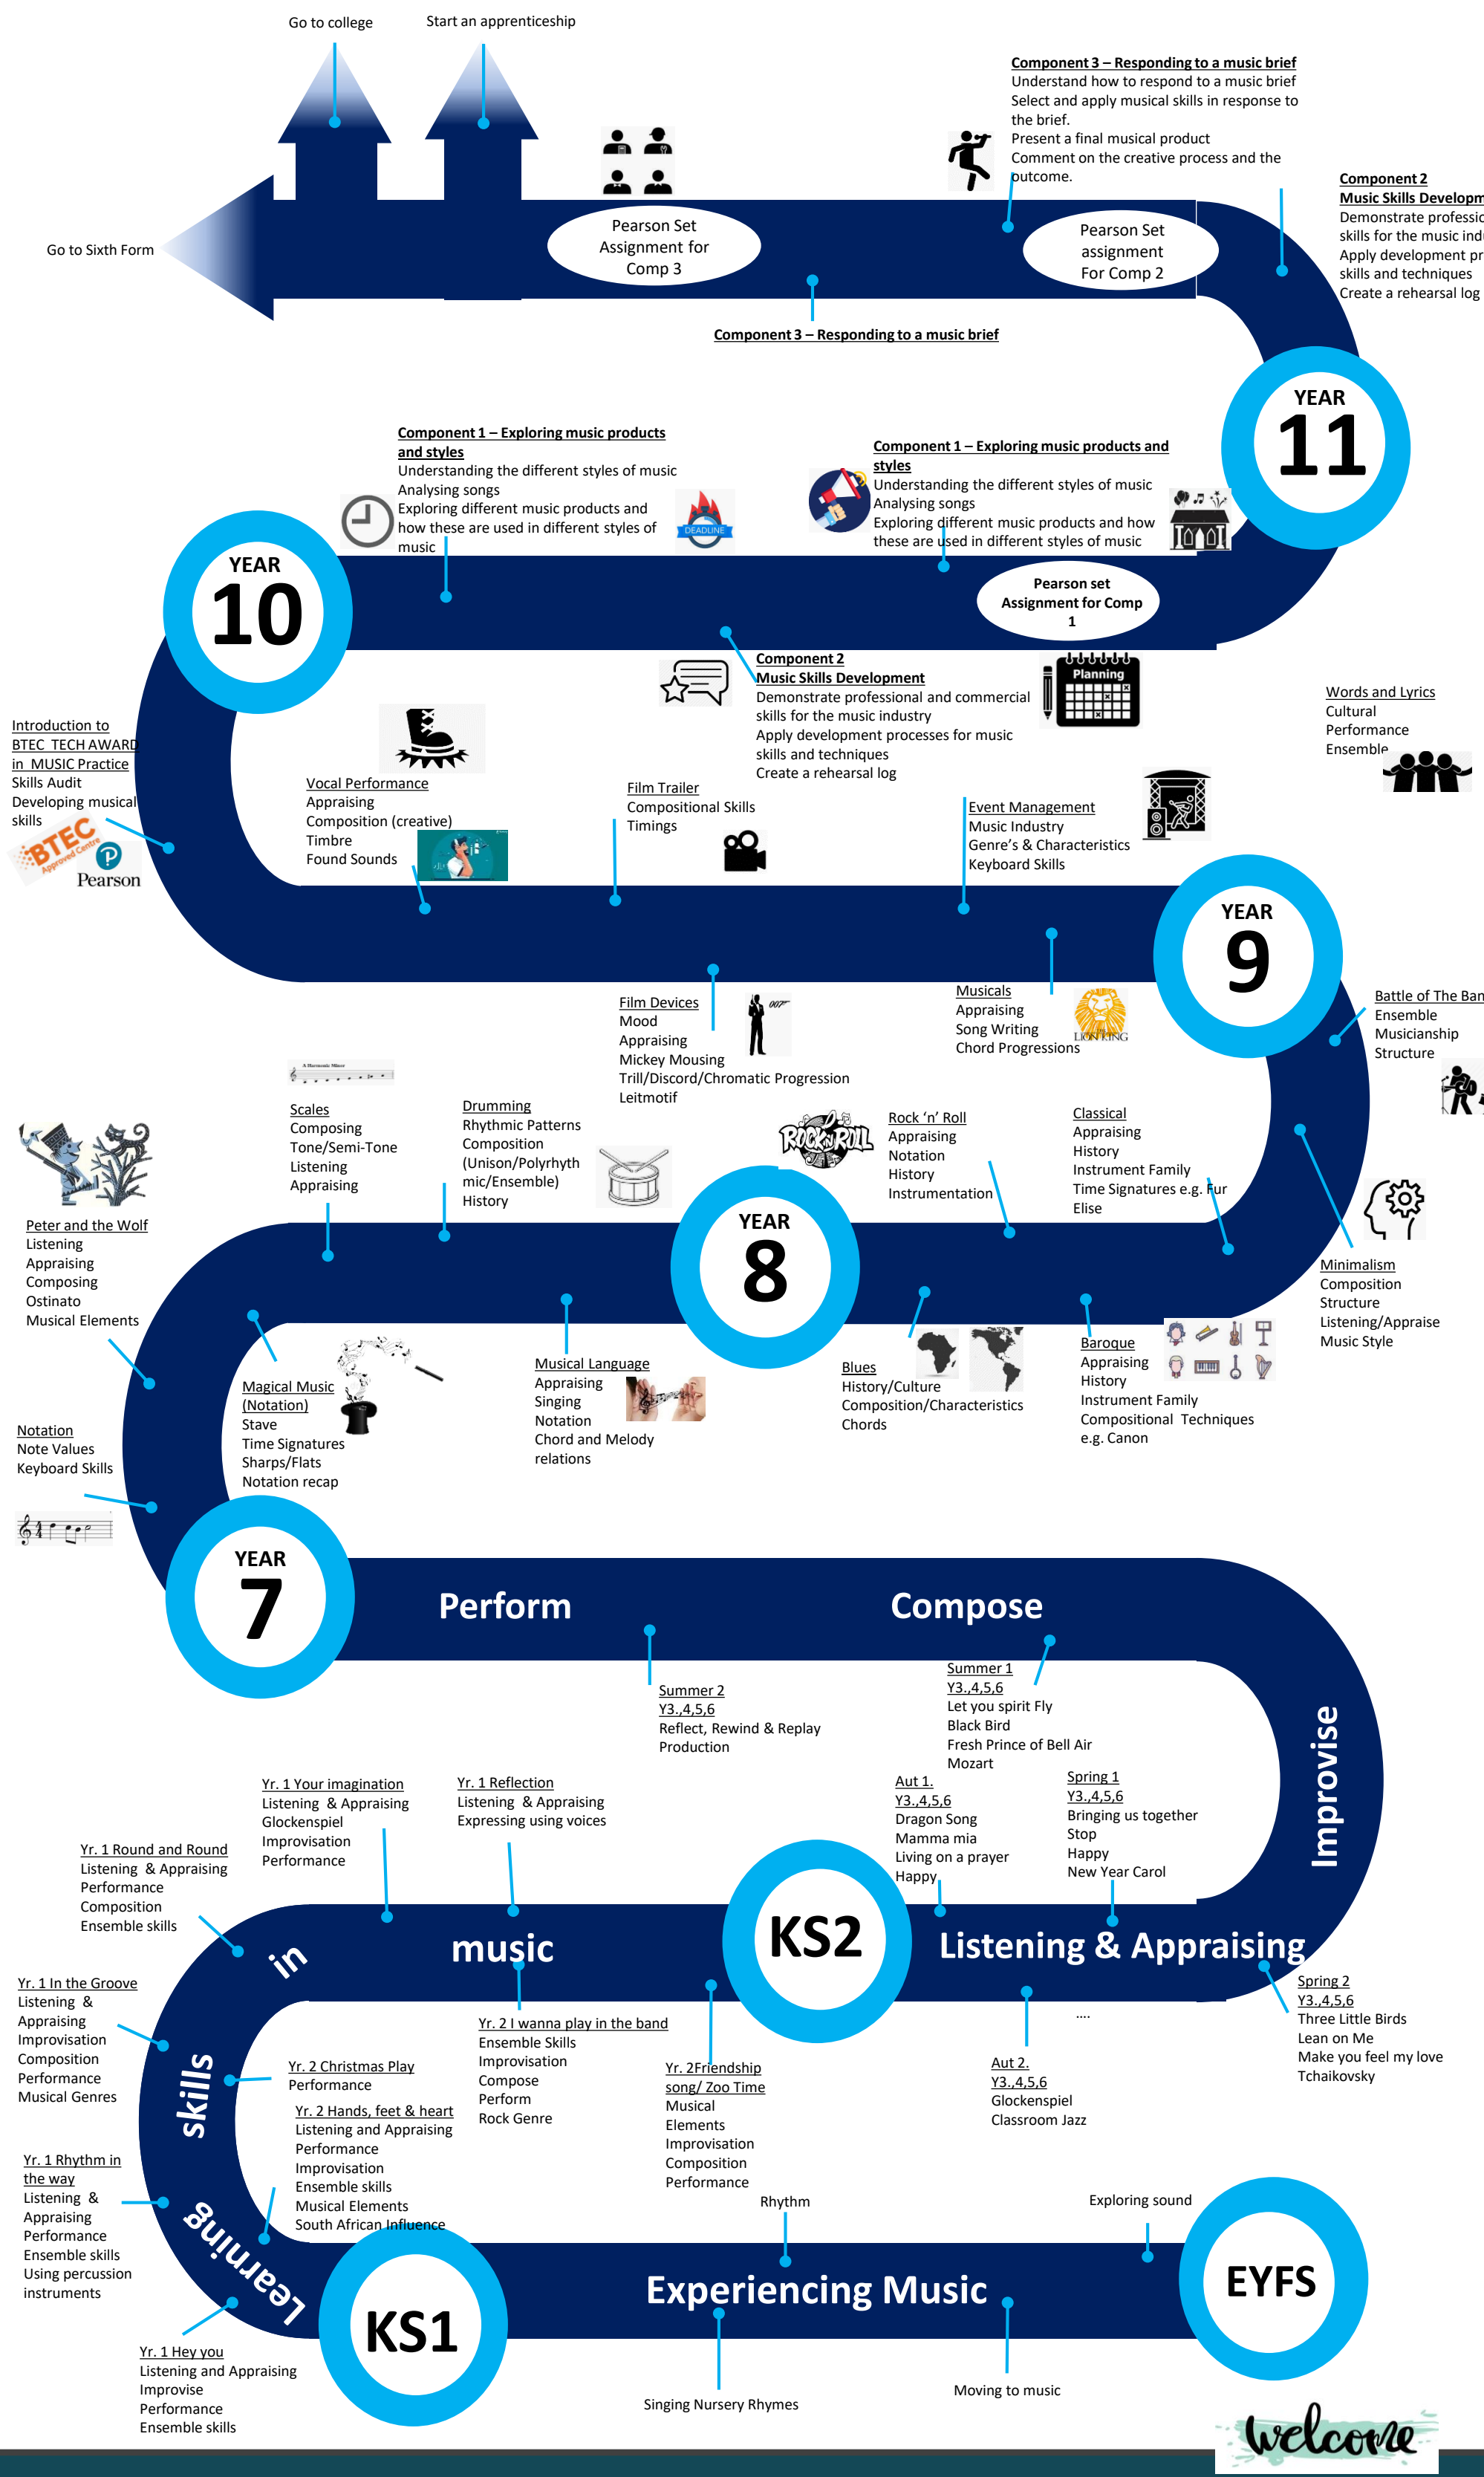 Go to college
Start an apprenticeship
Go to Sixth Form
Component 3 – Responding to a music brief
Understand how to respond to a music brief
Select and apply musical skills in response to
the brief.
Present a final musical product
Comment on the creative process and the
outcome.
Component 2
Music Skills Developm
Demonstrate professio
skills for the music indu
Apply development pr
skills and techniques
Create a rehearsal log
Pearson Set
Assignment for
Comp 3
Pearson Set
assignment
For Comp 2
Component 3 – Responding to a music brief
YEAR
11
Component 1 – Exploring music products
and styles
Understanding the different styles of music
Analysing songs
Exploring different music products and
how these are used in different styles of
music
DEADLINE
Component 1 – Exploring music products and
styles
Understanding the different styles of music
Analysing songs
Exploring different music products and how
these are used in different styles of music
YEAR
10
Pearson set
Assignment for Comp
1
Component 2
Music Skills Development
Demonstrate professional and commercial
skills for the music industry
Apply development processes for music
skills and techniques
Create a rehearsal log
Planning
Words and Lyrics
Cultural
Performance
Ensemble
Introduction to
BTEC TECH AWARD
in MUSIC Practice
Skills Audit
Developing musical
skills
BTEC
Approved Centre
Pearson
Vocal Performance
Appraising
Composition (creative)
Timbre
Found Sounds
Film Trailer
Compositional Skills
Timings
Event Management
Music Industry
Genre's & Characteristics
Keyboard Skills
YEAR
9
Film Devices
Mood
Appraising
Mickey Mousing
Trill/Discord/Chromatic Progression
Leitmotif
007
Musicals
Appraising
Song Writing
Chord Progressions
LION KING
Battle of The Ban
Ensemble
Musicianship
Structure
A Harmonic Minor
Scales
Composing
Tone/Semi-Tone
Listening
Appraising
Drumming
Rhythmic Patterns
Composition
(Unison/Polyrhyth
mic/Ensemble)
History
ROCK N ROLL
Rock ‘n’ Roll
Appraising
Notation
History
Instrumentation
Classical
Appraising
History
Instrument Family
Time Signatures e.g. Fur
Elise
Peter and the Wolf
Listening
Appraising
Composing
Ostinato
Musical Elements
YEAR
8
Minimalism
Composition
Structure
Listening/Appraise
Music Style
Magical Music
(Notation)
Stave
Time Signatures
Sharps/Flats
Notation recap
Musical Language
Appraising
Singing
Notation
Chord and Melody
relations
Blues
History/Culture
Composition/Characteristics
Chords
Baroque
Appraising
History
Instrument Family
Compositional Techniques
e.g. Canon
Notation
Note Values
Keyboard Skills
YEAR
7
Perform
Compose
Improvise
Summer 2
Y3.,4,5,6
Reflect, Rewind & Replay
Production
Summer 1
Y3.,4,5,6
Let you spirit Fly
Black Bird
Fresh Prince of Bell Air
Mozart
Yr. 1 Your imagination
Listening & Appraising
Glockenspiel
Improvisation
Performance
Yr. 1 Reflection
Listening & Appraising
Expressing using voices
Aut 1.
Y3.,4,5,6
Dragon Song
Mamma mia
Living on a prayer
Happy
Spring 1
Y3.,4,5,6
Bringing us together
Stop
Happy
New Year Carol
Yr. 1 Round and Round
Listening & Appraising
Performance
Composition
Ensemble skills
in
music
KS2
Listening & Appraising
Yr. 1 In the Groove
Listening &
Appraising
Improvisation
Composition
Performance
Musical Genres
skills
Yr. 2 Christmas Play
Performance
Yr. 2 Hands, feet & heart
Listening and Appraising
Performance
Improvisation
Ensemble skills
Musical Elements
South African Influence
Yr. 2 I wanna play in the band
Ensemble Skills
Improvisation
Compose
Perform
Rock Genre
Yr. 2Friendship
song/ Zoo Time
Musical
Elements
Improvisation
Composition
Performance
....
Aut 2.
Y3.,4,5,6
Glockenspiel
Classroom Jazz
Spring 2
Y3.,4,5,6
Three Little Birds
Lean on Me
Make you feel my love
Tchaikovsky
Yr. 1 Rhythm in
the way
Listening &
Appraising
Performance
Ensemble skills
Using percussion
instruments
Learning
Rhythm
Exploring sound
KS1
Experiencing Music
EYFS
Yr. 1 Hey you
Listening and Appraising
Improvise
Performance
Ensemble skills
Singing Nursery Rhymes
Moving to music
welcome